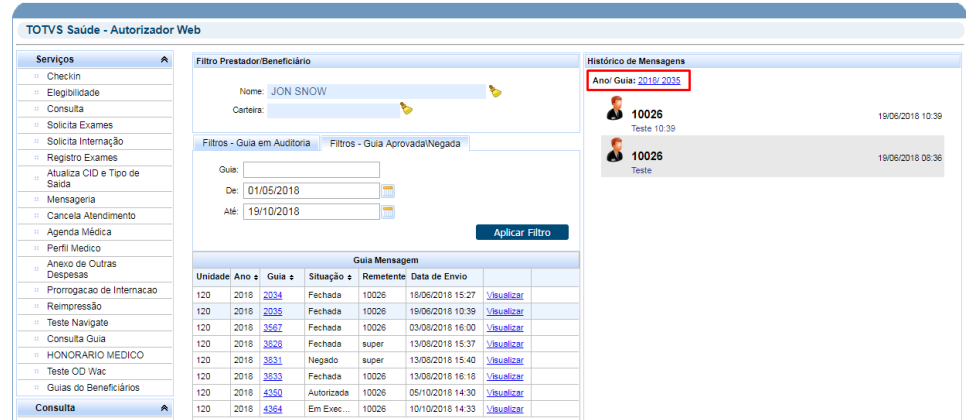 TOTVS Saúde - Autorizador Web
Serviços
Checkin
Elegibilidade
Consulta
Solicita Exames
Solicita Internação
Registro Exames
Atualiza CID e Tipo de
Saida
Mensageria
Cancela Atendimento
Agenda Médica
Perfil Medico
Anexo de Outras
Despesas
Prorrogacao de Internacao
Reimpressão
Teste Navigate
Consulta Guia
HONORARIO MEDICO
Teste OD Wac
Guias do Beneficiários
Consulta
Filtro Prestador/Beneficiário
Nome: JON SNOW
Carteira:
Filtros - Guia em Auditoria Filtros - Guia Aprovada\Negada
Guia:
De: 01/05/2018
Até: 19/10/2018
Aplicar Filtro
Guia Mensagem
Unidade Ano Guia Situação Remetente Data de Envio
120 2018 2034 Fechada 10026 18/06/2018 15:27 Visualizar
120 2018 2035 Fechada 10026 19/06/2018 10:39 Visualizar
120 2018 3567 Fechada 10026 03/08/2018 16:00 Visualizar
120 2018 3828 Fechada super 13/08/2018 15:37 Visualizar
120 2018 3831 Negado super 13/08/2018 15:40 Visualizar
120 2018 3833 Fechada 10026 13/08/2018 16:18 Visualizar
120 2018 4350 Autorizada 10026 05/10/2018 14:30 Visualizar
120 2018 4364 Em Exec... 10026 10/10/2018 14:33 Visualizar
Histórico de Mensagens
Ano/ Guia: 2018/ 2035
10026 19/06/2018 10:39
Teste 10:39
10026 19/06/2018 08:36
Teste